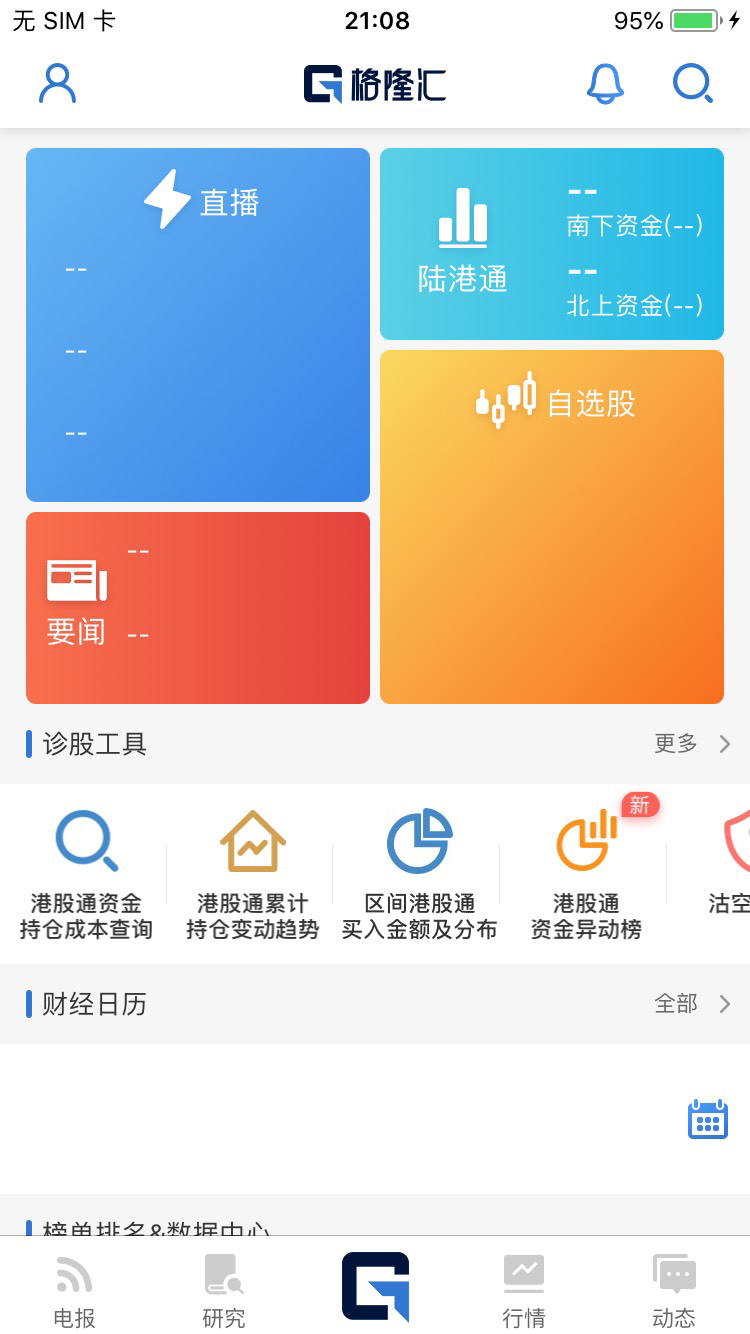 无 SIM 卡
21:08
95%
格隆汇
直播
--
--
--
陆港通
--
南下资金(--)
--
北上资金(--)
自选股
要闻
--
--
诊股工具
更多
新
港股通资金
持仓成本查询
港股通累计
持仓变动趋势
区间港股通
买入金额及分布
港股通
资金异动榜
沽空
财经日历
全部
榜单排名&数据中心
电报
研究
行情
动态